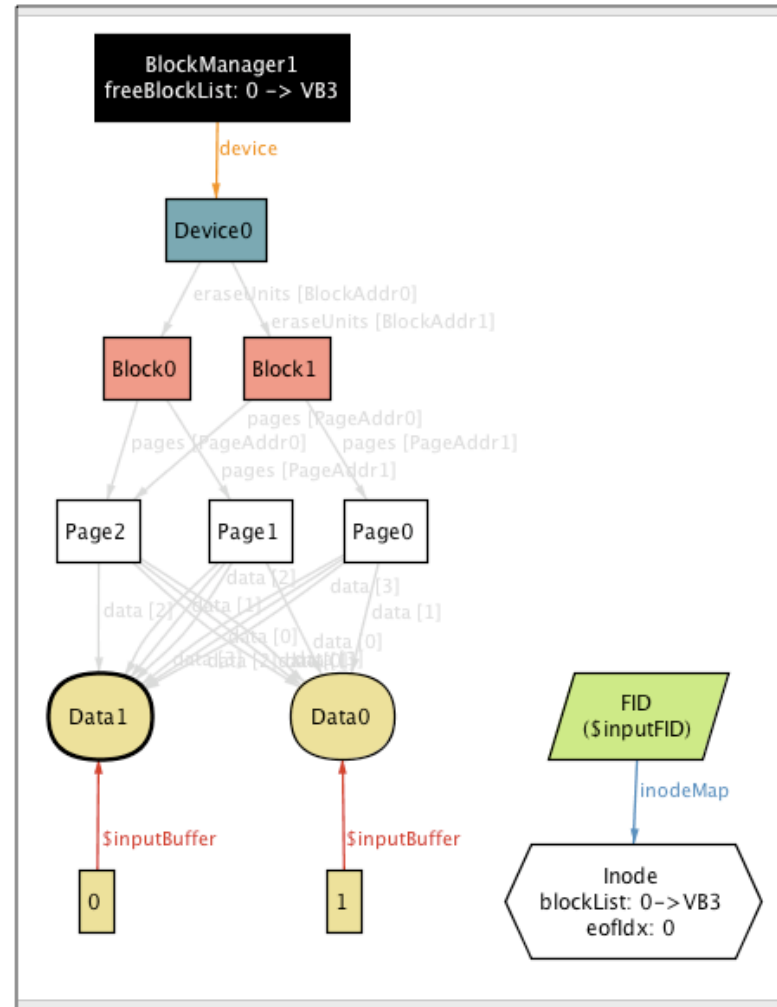 BlockManager1
freeBlockList: 0 -> VB3
device
Device0
eraseUnits [BlockAddr0]
eraseUnits [BlockAddr1]
Block0
Block1
pages [PageAddr0]
pages [PageAddr0]
pages [PageAddr1]
pages [PageAddr1]
Page2
Page1
Page0
data [2]
data [3]
data [2]
data [1]
data [1]
data [0]
data [0]
data [2]
Data1
Data0
FID
($inputFID)
inodeMap
$inputBuffer
$inputBuffer
0
1
Inode
blockList: 0->VB3
eofIdx: 0